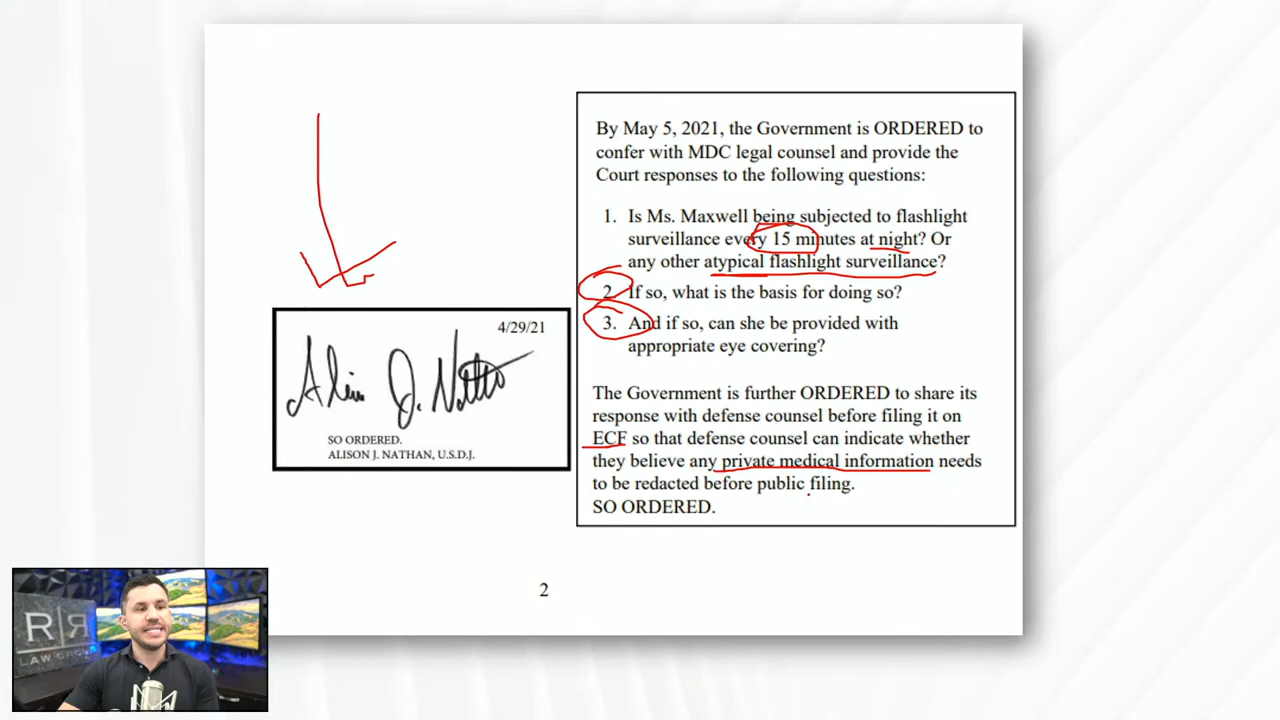 By May 5, 2021, the Government is ORDERED to
confer with MDC legal counsel and provide the
Court responses to the following questions:
1. Is Ms. Maxwell being subjected to flashlight
surveillance every 15 minutes at night? Or
any other atypical flashlight surveillance?
2. If so, what is the basis for doing so?
3. And if so, can she be provided with
appropriate eye covering?
The Government is further ORDERED to share its
response with defense counsel before filing it on
ECF so that defense counsel can indicate whether
they believe any private medical information needs
to be redacted before public filing.
SO ORDERED.
4/29/21
Alison J. Nathan
SO ORDERED.
ALISON J. NATHAN, U.S.D.J.
2
R|R
LAW GROUP